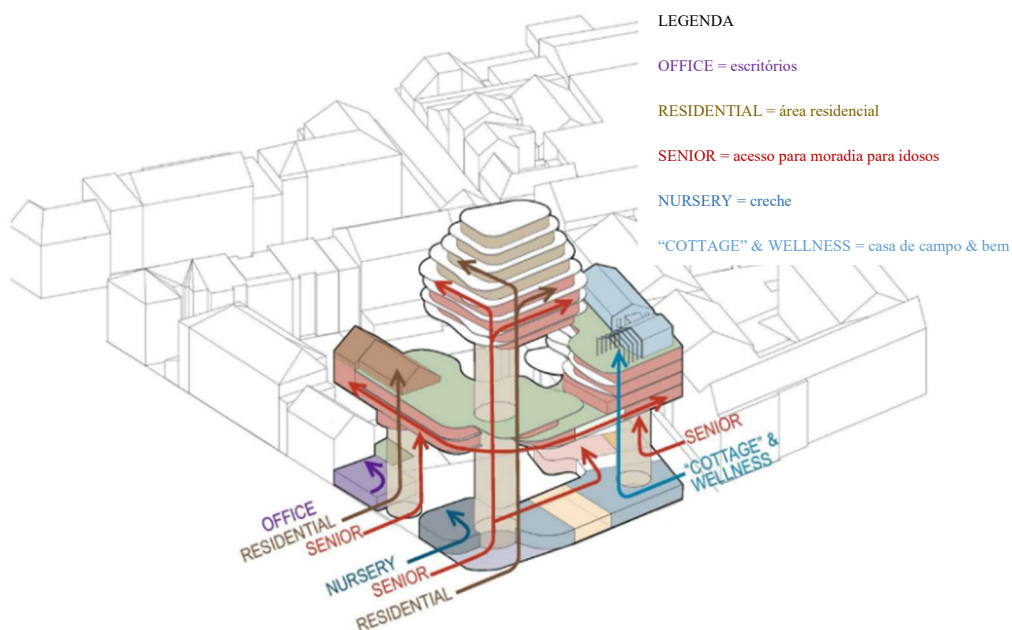 LEGENDA
OFFICE = escritórios
RESIDENTIAL = área residencial
SENIOR = acesso para moradia para idosos
NURSERY = creche
“COTTAGE” & WELLNESS = casa de campo & bem
SENIOR
“COTTAGE” &
WELLNESS
OFFICE
RESIDENTIAL
SENIOR
NURSERY
SENIOR
RESIDENTIAL